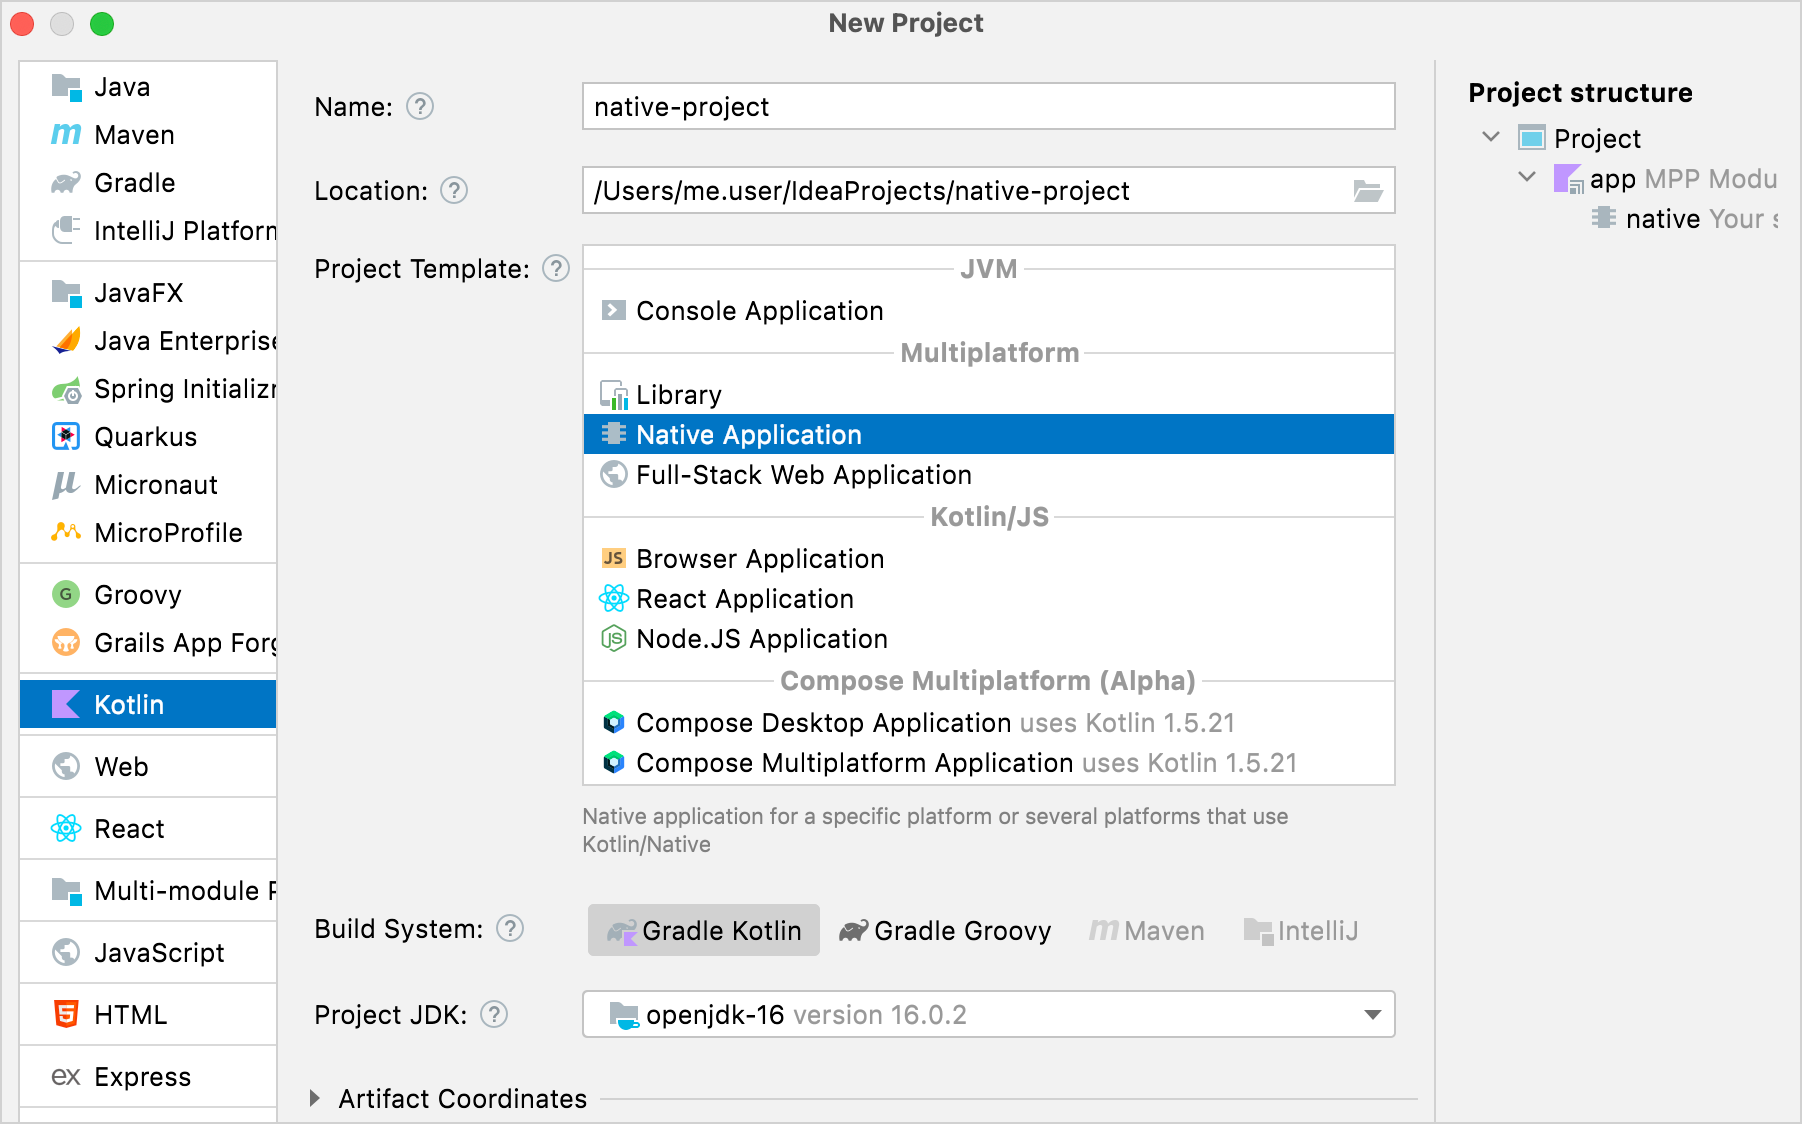 New Project
Java
Maven
Gradle
IntelliJ Platform
JavaFX
Java Enterprise
Spring Initializr
Quarkus
Micronaut
MicroProfile
G Groovy
Grails App Forg
Kotlin
Web
React
Multi-module P
JavaScript
HTML
ex Express
Name: ?
native-project
Location: ?
/Users/me.user/IdeaProjects/native-project
Project Template: ?
JVM
Console Application
Multiplatform
Library
Native Application
Full-Stack Web Application
Kotlin/JS
JS Browser Application
React Application
JS Node.JS Application
Compose Multiplatform (Alpha)
Compose Desktop Application uses Kotlin 1.5.21
Compose Multiplatform Application uses Kotlin 1.5.21
Native application for a specific platform or several platforms that use
Kotlin/Native
Build System: ?
Gradle Kotlin
Gradle Groovy
Maven
IntelliJ
Project JDK: ?
openjdk-16 version 16.0.2
Artifact Coordinates
Project structure
Project
app MPP Modu
native Your s